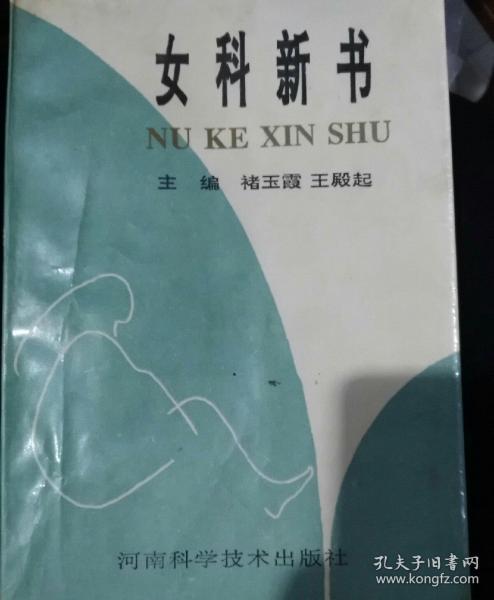 女科新书
NU KE XIN SHU
主 编 褚玉霞 王殿起
河南科学技术出版社
孔夫子旧书网
www.kongfz.com